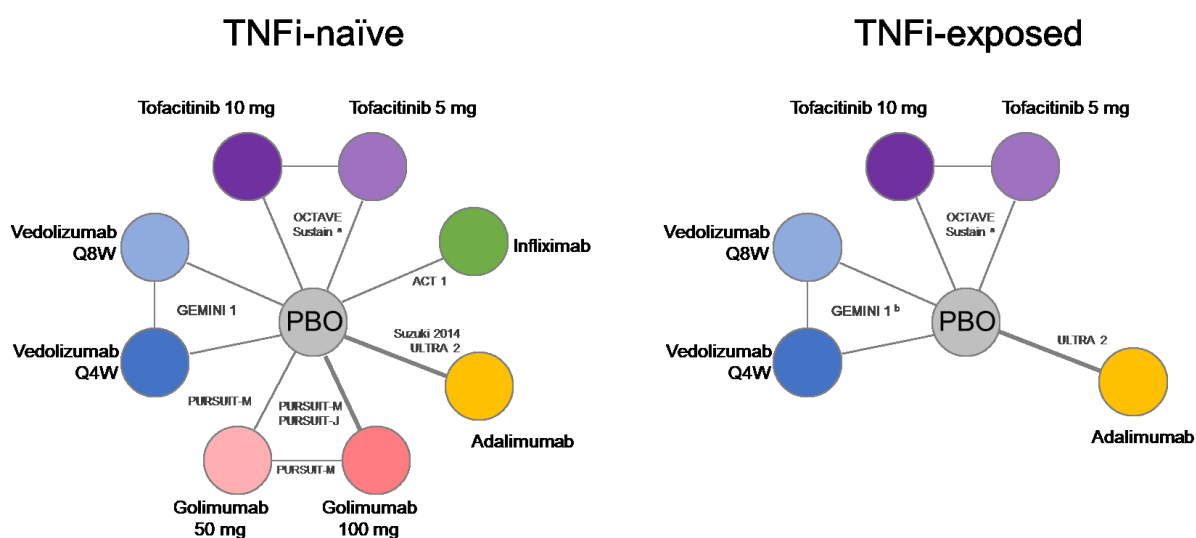 TNFi-naïve
Tofacitinib 10 mg
Tofacitinib 5 mg
OCTAVE
Sustain a
Vedolizumab
Q8W
Infliximab
ACT 1
GEMINI 1
PBO
Suzuki 2014
ULTRA 2
Vedolizumab
Q4W
PURSUIT-M
PURSUIT-M
PURSUIT-J
Adalimumab
PURSUIT-M
Golimumab
50 mg
Golimumab
100 mg
TNFi-exposed
Tofacitinib 10 mg
Tofacitinib 5 mg
OCTAVE
Sustain a
Vedolizumab
Q8W
GEMINI 1 b
PBO
ULTRA 2
Vedolizumab
Q4W
Adalimumab